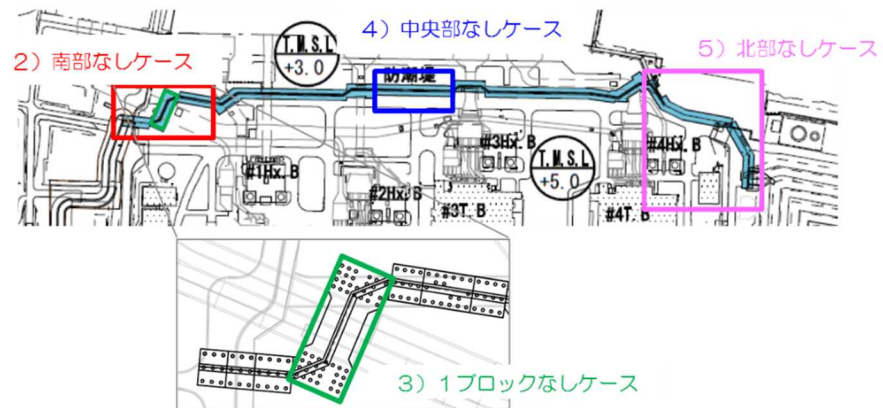 4）中央部なしケース
2）南部なしケース
5）北部なしケース
T.M.S.L
+3.0
防潮堤
#1Hx.B
#2Hx.B
#3Hx.B
#3T.B
T.M.S.L
+5.0
#4Hx.B
#4T.B
3）1ブロックなしケース